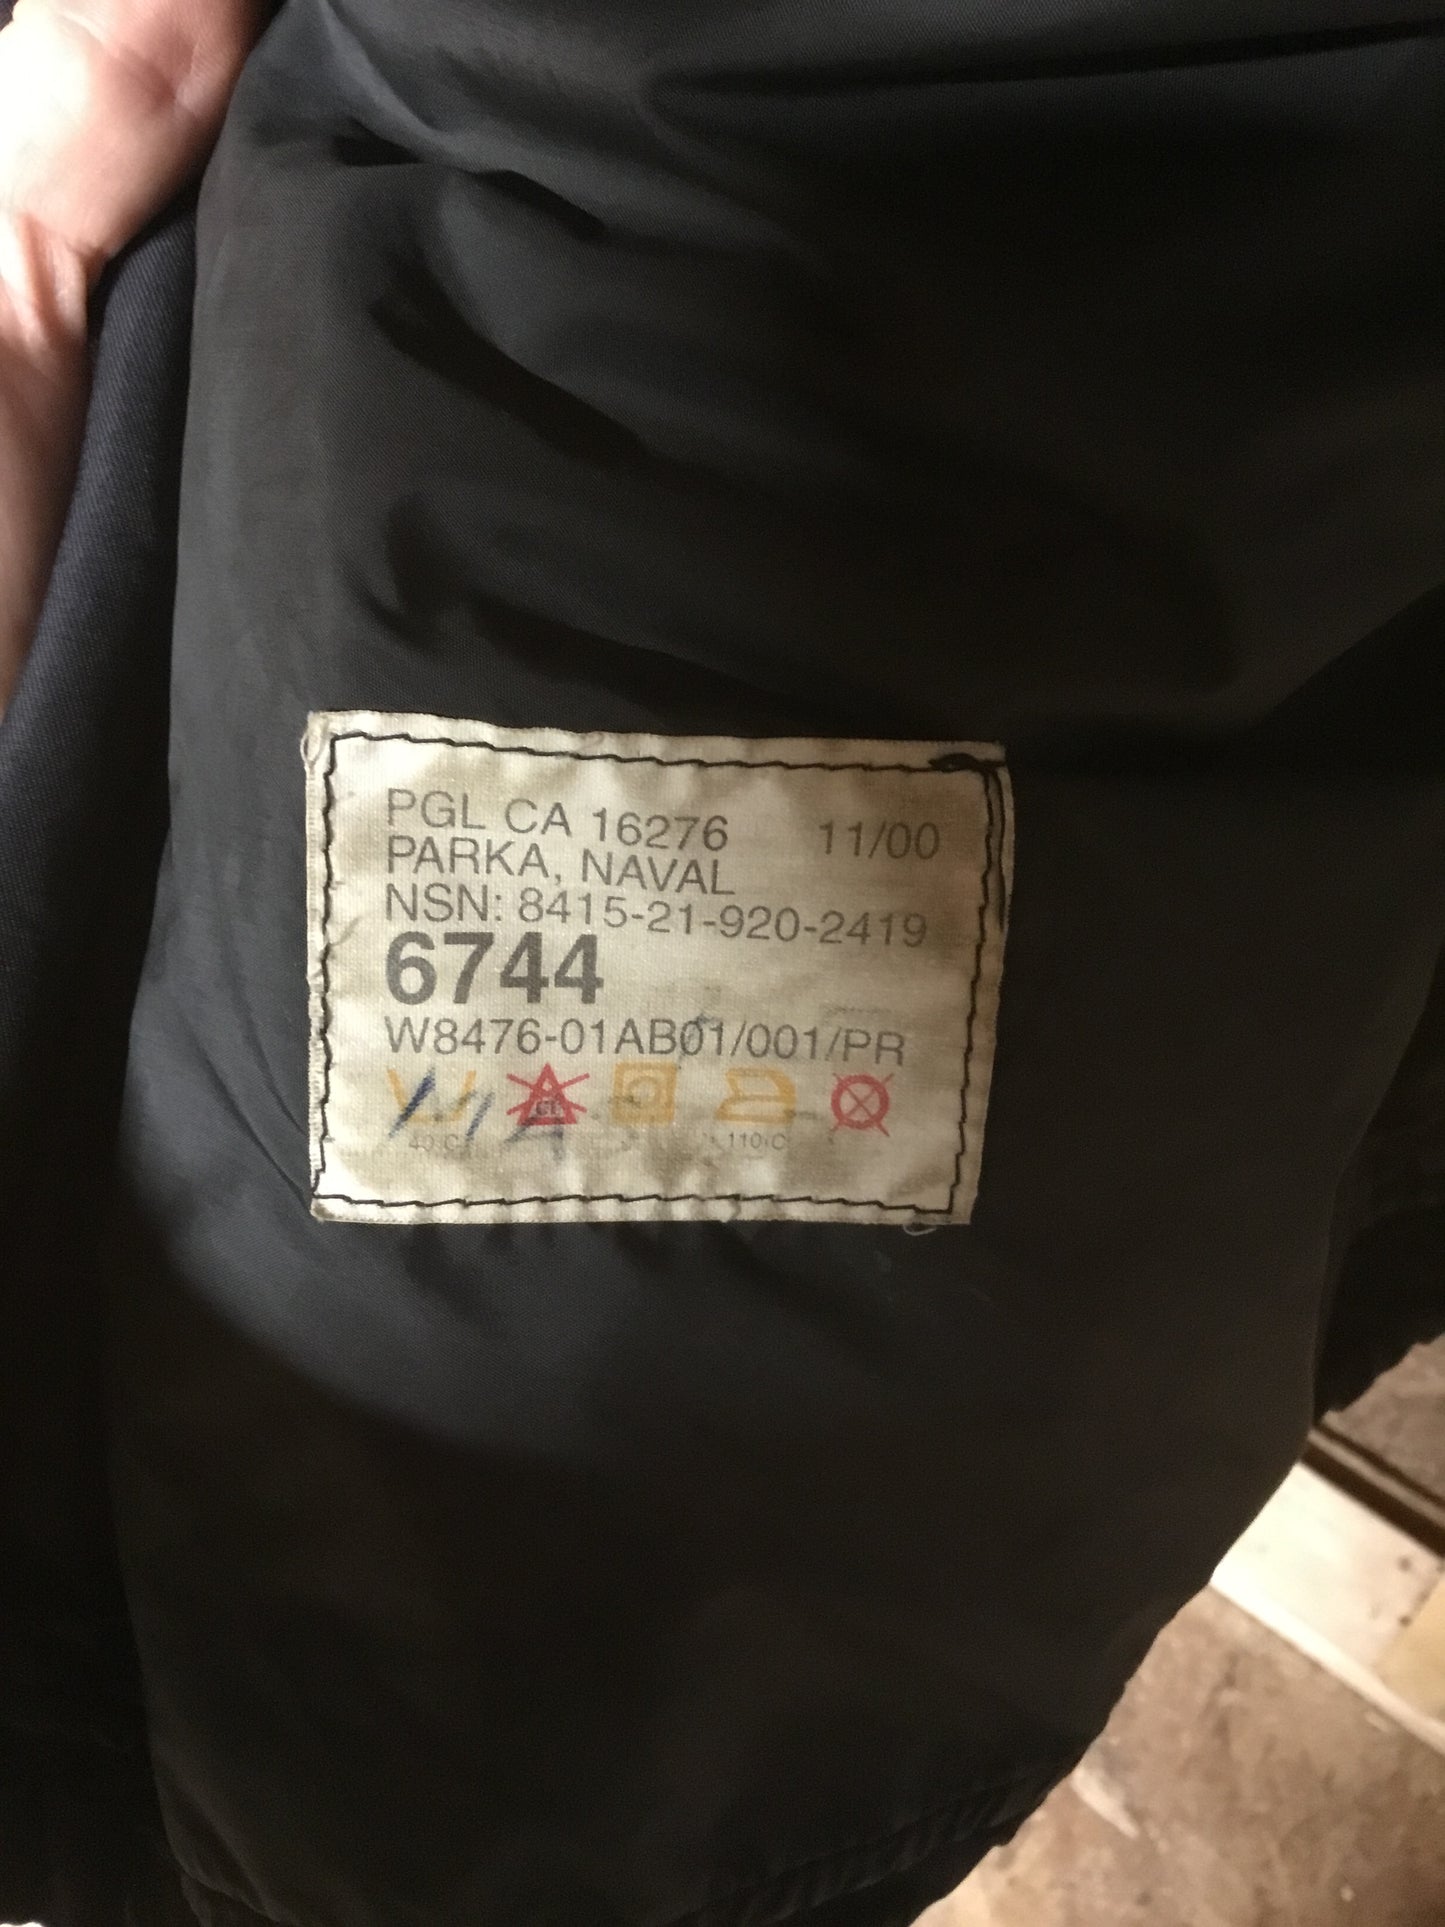 PGL CA 16276 11/00
PARKA, NAVAL
NSN: 8415-21-920-2419
6744
W8476-01AB01/001/PR
CL
40 C 110 C